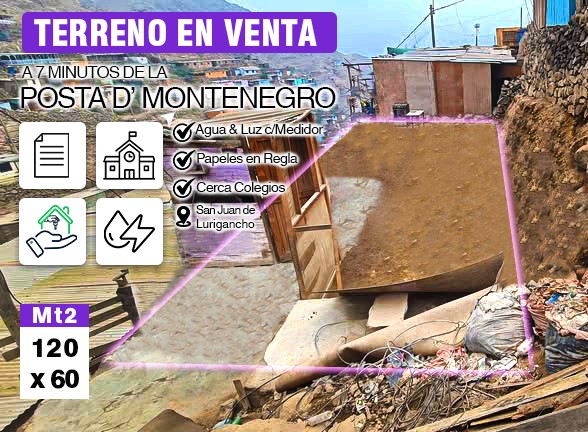 TERRENO EN VENTA
A 7 MINUTOS DE LA
POSTA D' MONTENEGRO
Agua & Luz c/Medidor
Papeles en Regla
Cerca Colegios
San Juan de
Lurigancho
Mt2
120
x 60